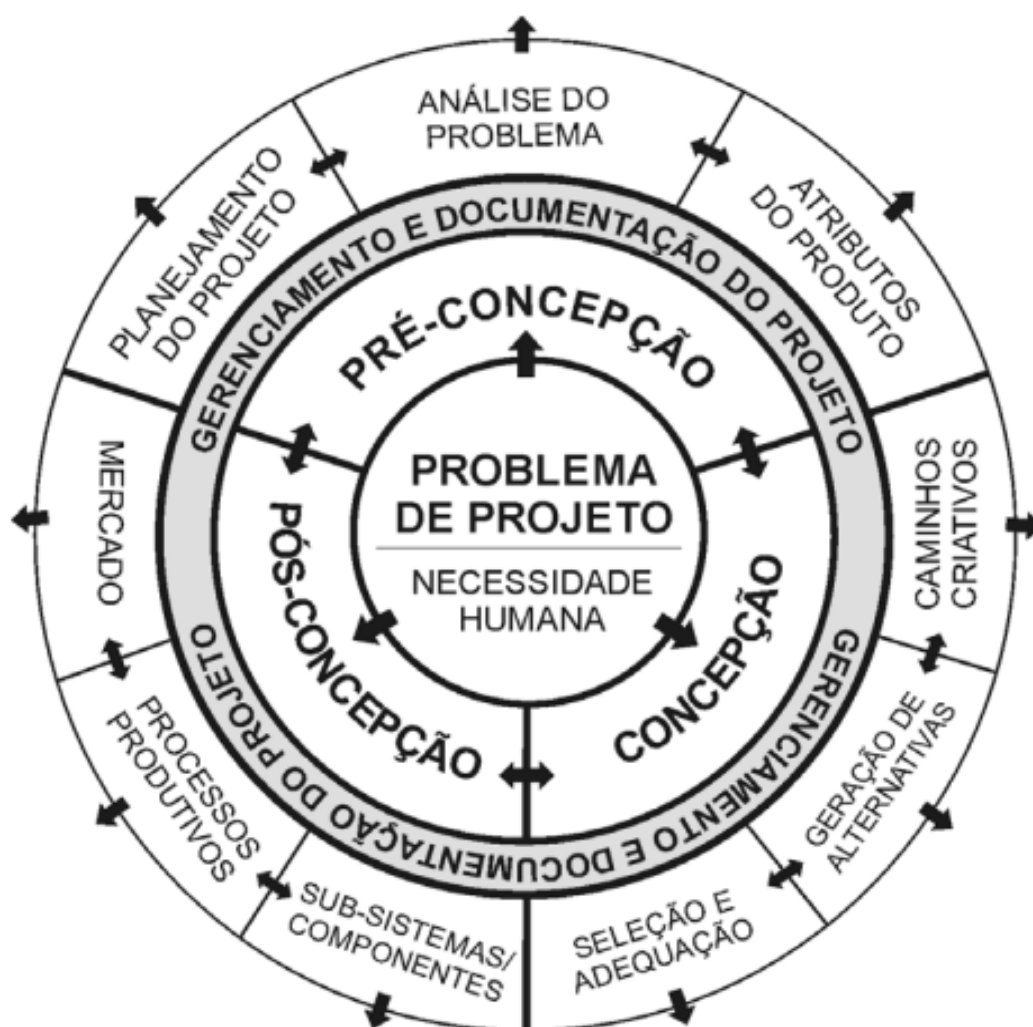 ANÁLISE DO
PROBLEMA
ATRIBUTOS
DO PRODUTO
CAMINHOS
CRIATIVOS
GERAÇÃO DE
ALTERNATIVAS
SELEÇÃO E
ADEQUAÇÃO
SUB-SISTEMAS/
COMPONENTES
PROCESSOS
PRODUTIVOS
MERCADO
PLANEJAMENTO
DO PROJETO
GERENCIAMENTO E DOCUMENTAÇÃO DO PROJETO
GERENCIAMENTO E DOCUMENTAÇÃO DO PROJETO
PRÉ-CONCEPÇÃO
CONCEPÇÃO
PÓS-CONCEPÇÃO
PROBLEMA
DE PROJETO
NECESSIDADE
HUMANA